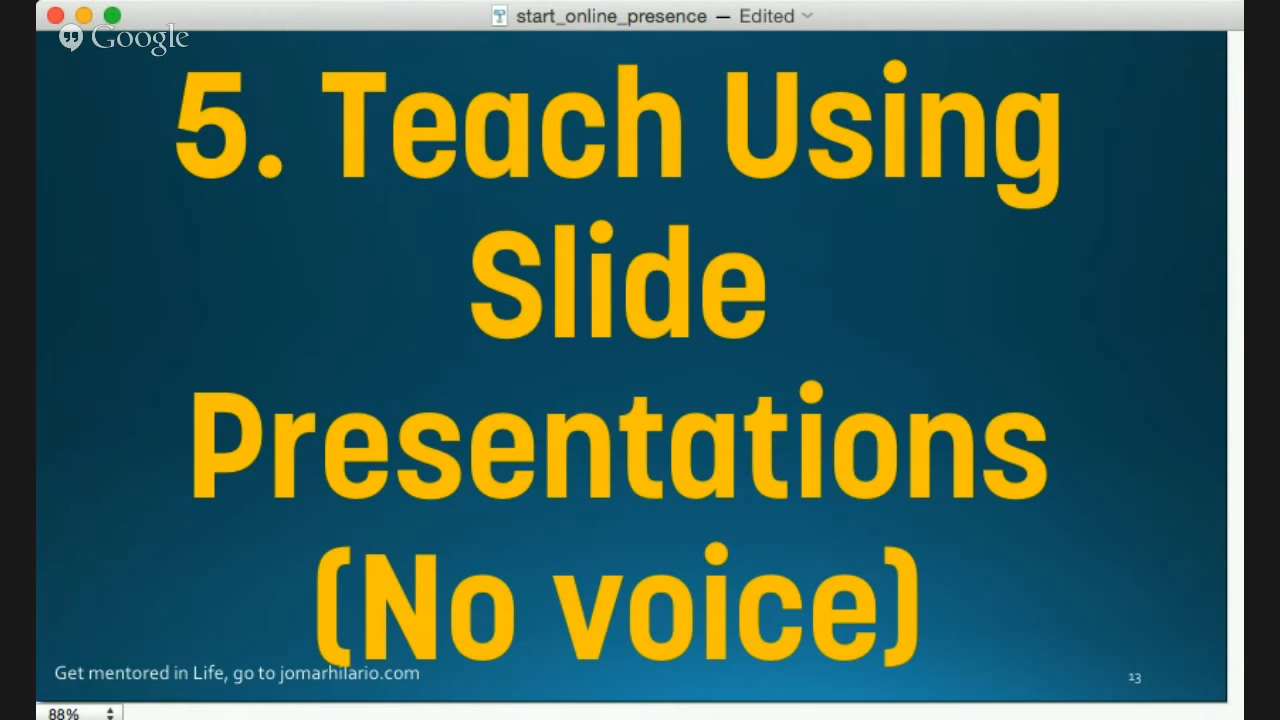 start_online_presence — Edited
Google
5. Teach Using
Slide
Presentations
(No voice)
Get mentored in Life, go to jomarhilario.com
13
88%